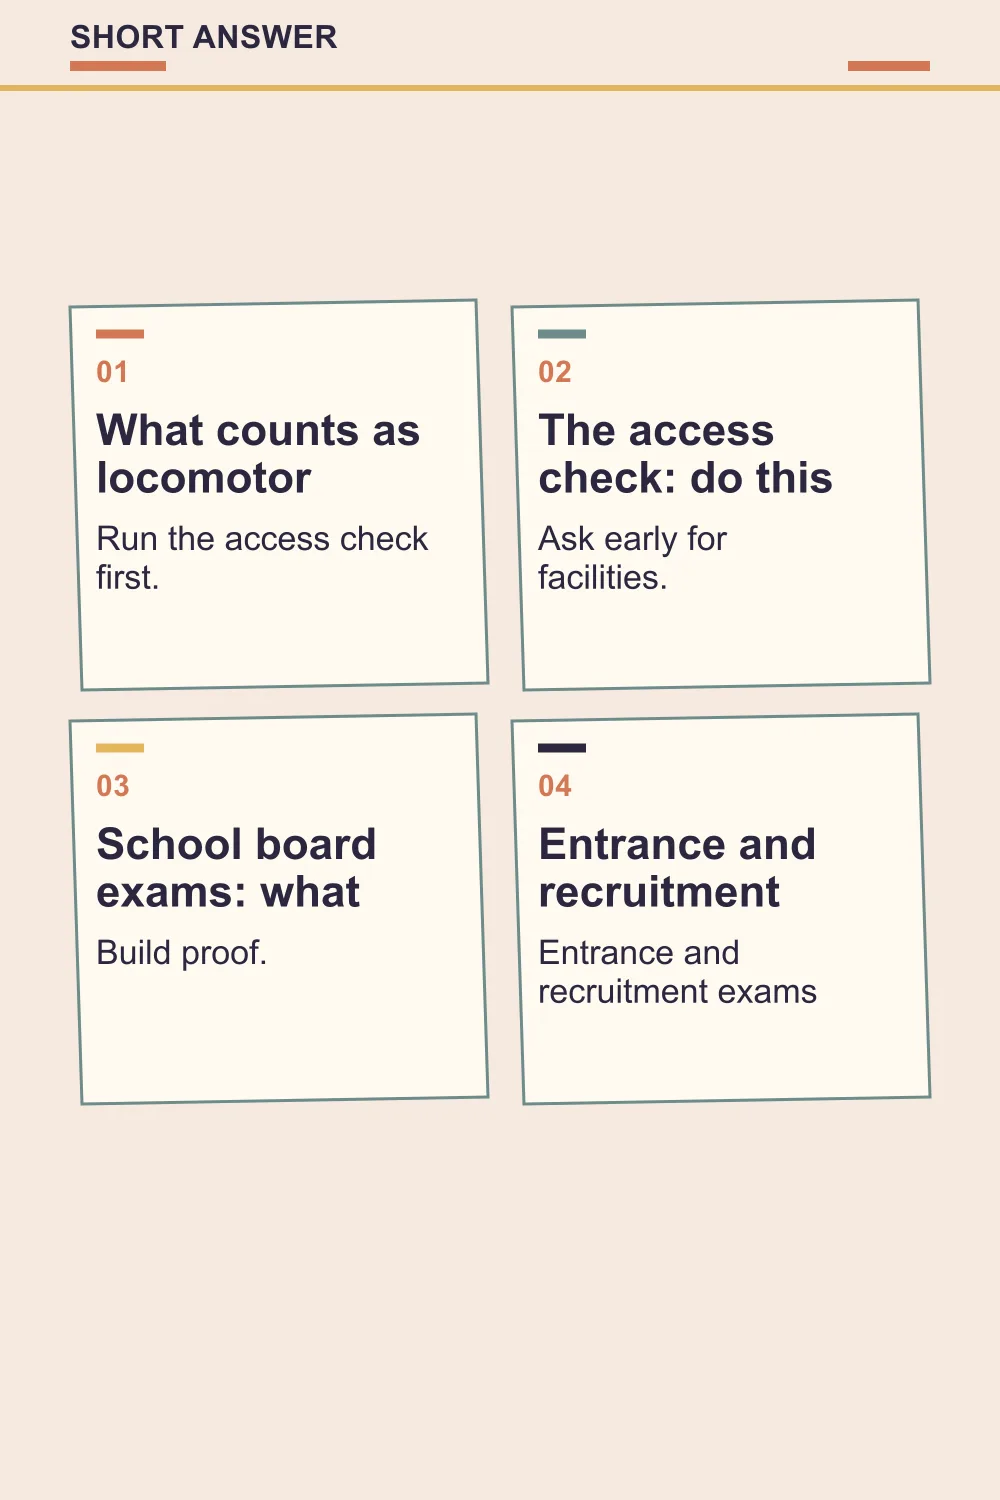 SHORT ANSWER
01
What counts as
locomotor
Run the access check
first.
02
The access
check: do this
Ask early for
facilities.
03
School board
exams: what
Build proof.
04
Entrance and
recruitment
Entrance and
recruitment exams